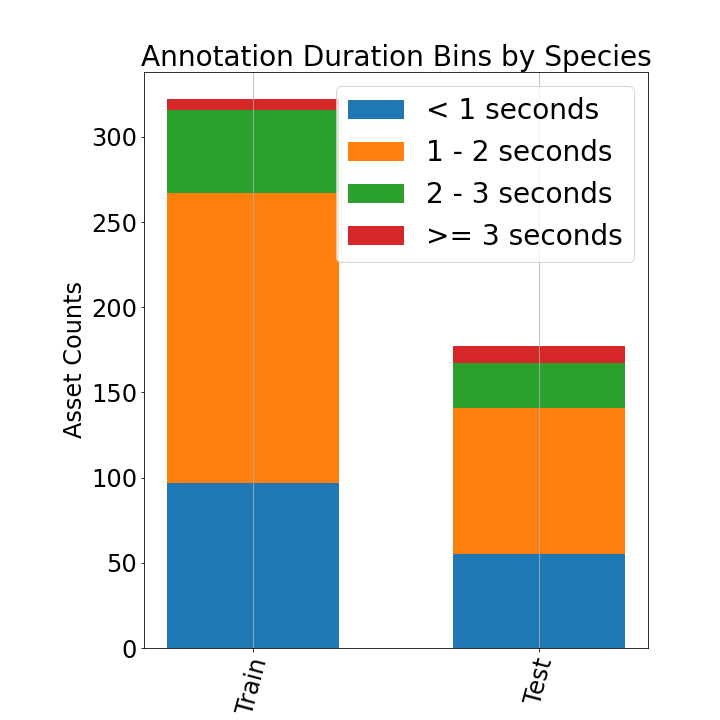 Annotation Duration Bins by Species
< 1 seconds
1 - 2 seconds
2 - 3 seconds
>= 3 seconds
Asset Counts
300
250
200
150
100
50
0
Train
Test